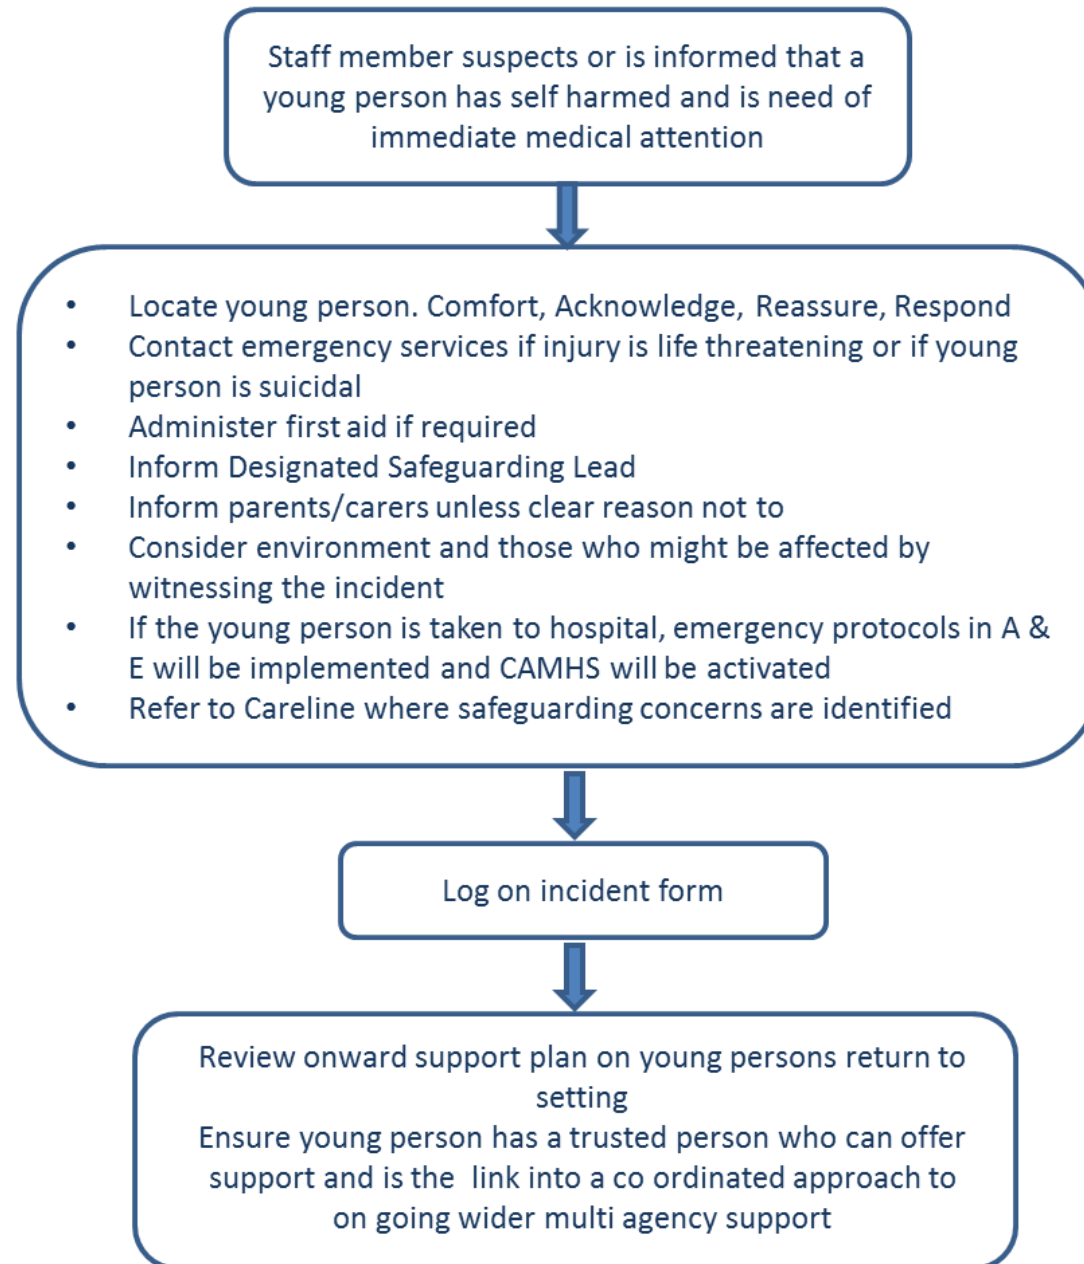 Staff member suspects or is informed that a
young person has self harmed and is need of
immediate medical attention
• Locate young person. Comfort, Acknowledge, Reassure, Respond
• Contact emergency services if injury is life threatening or if young
person is suicidal
• Administer first aid if required
• Inform Designated Safeguarding Lead
• Inform parents/carers unless clear reason not to
• Consider environment and those who might be affected by
witnessing the incident
• If the young person is taken to hospital, emergency protocols in A &
E will be implemented and CAMHS will be activated
• Refer to Careline where safeguarding concerns are identified
Log on incident form
Review onward support plan on young persons return to
setting
Ensure young person has a trusted person who can offer
support and is the link into a co ordinated approach to
on going wider multi agency support